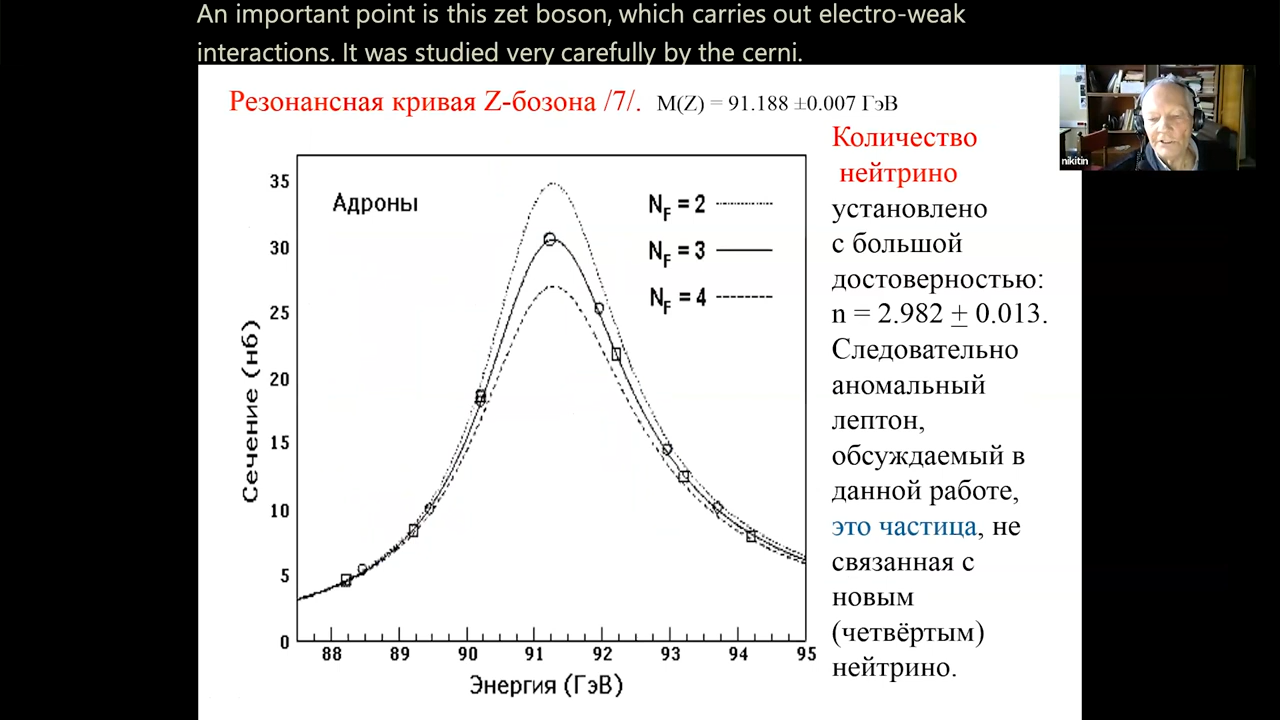 An important point is this zet boson, which carries out electro-weak
interactions. It was studied very carefully by the cerni.
Резонансная кривая Z-бозона /7/. M(Z) = 91.188 ±0.007 ГэВ
nikitin
Количество
нейтрино
установлено
с большой
достоверностью:
n = 2.982 ± 0.013.
Следовательно
аномальный
лептон,
обсуждаемый в
данной работе,
это частица, не
связанная с
новым
(четвёртым)
нейтрино.
Адроны
N_F = 2
N_F = 3
N_F = 4
Сечение (нб)
35
30
25
20
15
10
5
0
88 89 90 91 92 93 94 95
Энергия (ГэВ)